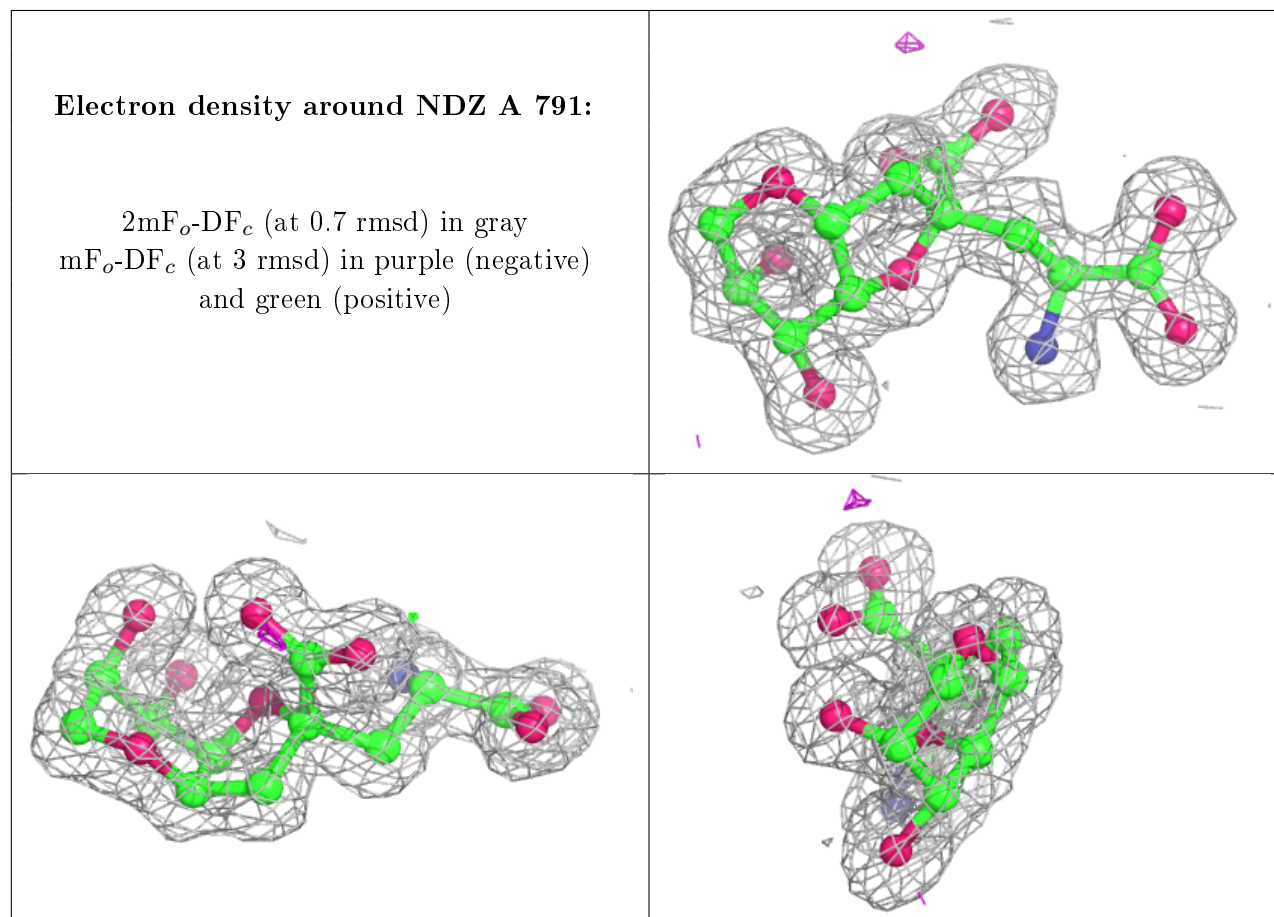 Electron density around NDZ A 791:
2mFₒ-DF𝒸 (at 0.7 rmsd) in gray
mFₒ-DF𝒸 (at 3 rmsd) in purple (negative)
and green (positive)